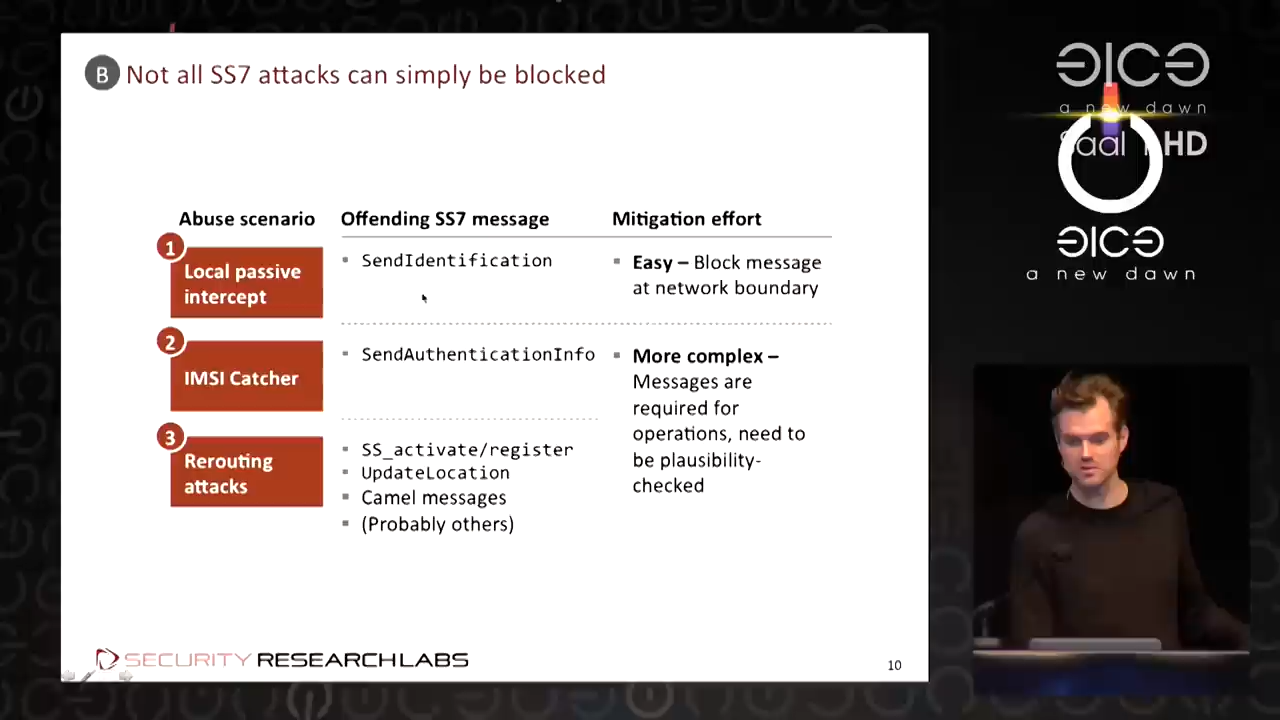 B Not all SS7 attacks can simply be blocked
Abuse scenario Offending SS7 message Mitigation effort
1
Local passive
intercept
SendIdentification
Easy – Block message
at network boundary
2
IMSI Catcher
SendAuthenticationInfo
More complex –
Messages are
required for
operations, need to
be plausibility-
checked
3
Rerouting
attacks
SS_activate/register
UpdateLocation
Camel messages
(Probably others)
SECURITY RESEARCH LABS
10
a new dawn
Saal 1 HD
a new dawn